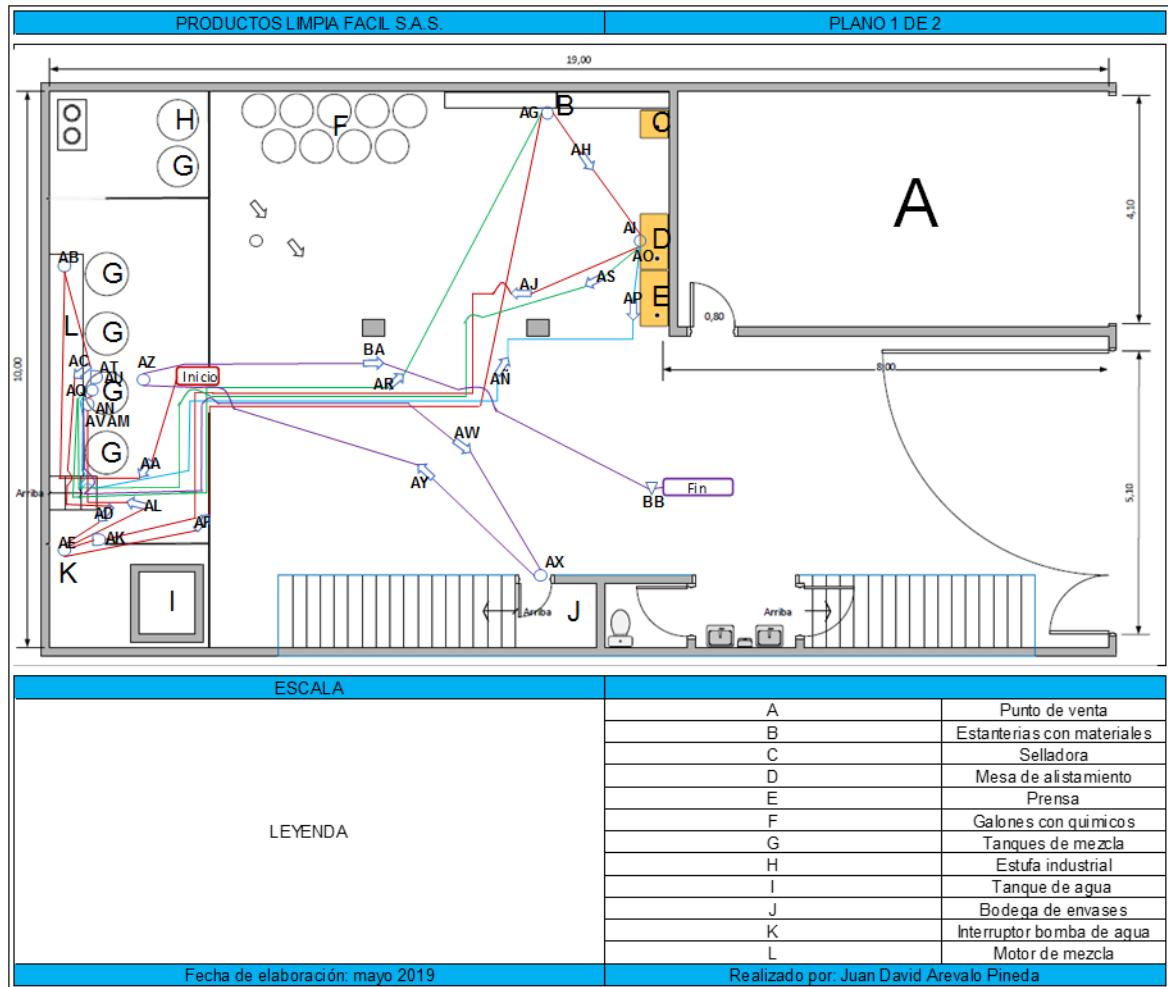 PRODUCTOS LIMPIA FACIL S.A.S. PLANO 1 DE 2
19,00
B
AG
C
H
F
AH
G
A
4,10
AI
D
AO
AB
G
AS
AJ
AP
E
0,80
L
G
BA
AZ
AC
AT
Inicio
10,00
8,00
AU
AR
AÑ
AQ
G
AN
AVAM
AW
G
AA
AY
Fin
Arriba
BB
5,10
AL
AD
AF
AK
AE
AX
K
I
Arriba
J
Arriba
ESCALA
A Punto de venta
B Estanterias con materiales
C Selladora
D Mesa de alistamiento
E Prensa
LEYENDA
F Galones con quimicos
G Tanques de mezcla
H Estufa industrial
I Tanque de agua
J Bodega de envases
K Interruptor bomba de agua
L Motor de mezcla
Fecha de elaboración: mayo 2019 Realizado por: Juan David Arevalo Pineda